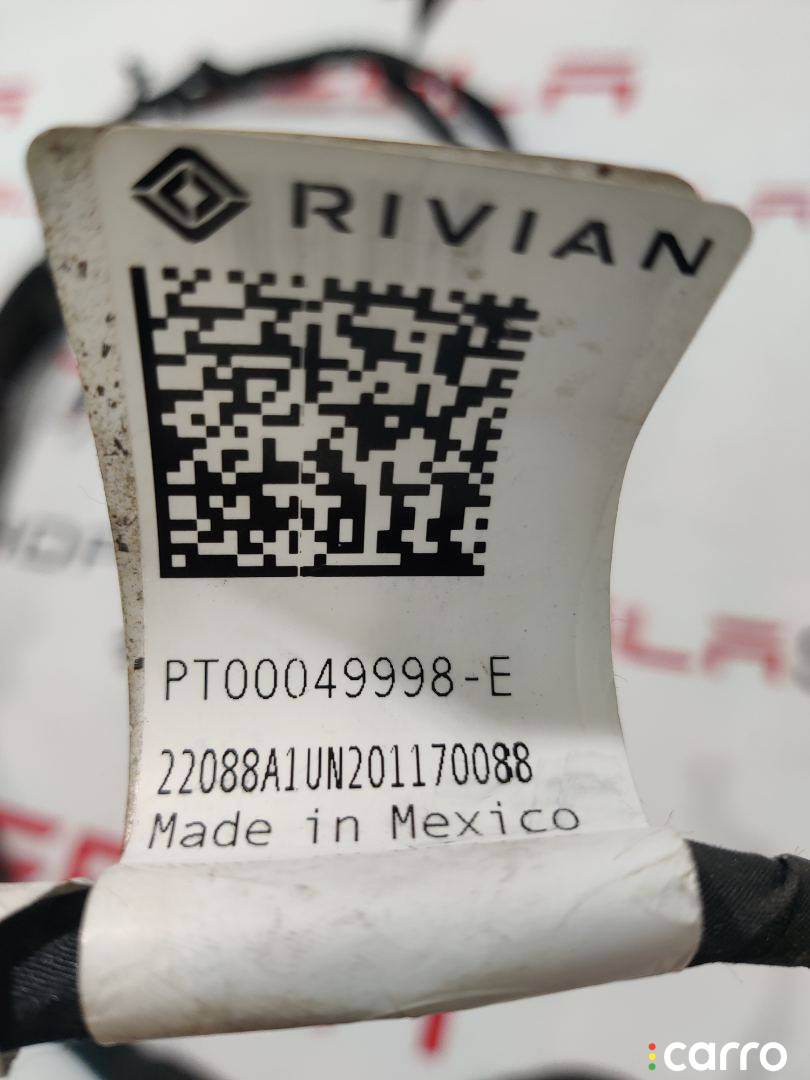 RIVIAN
PT00049998-E
22088A1UN201170088
Made in Mexico
carro